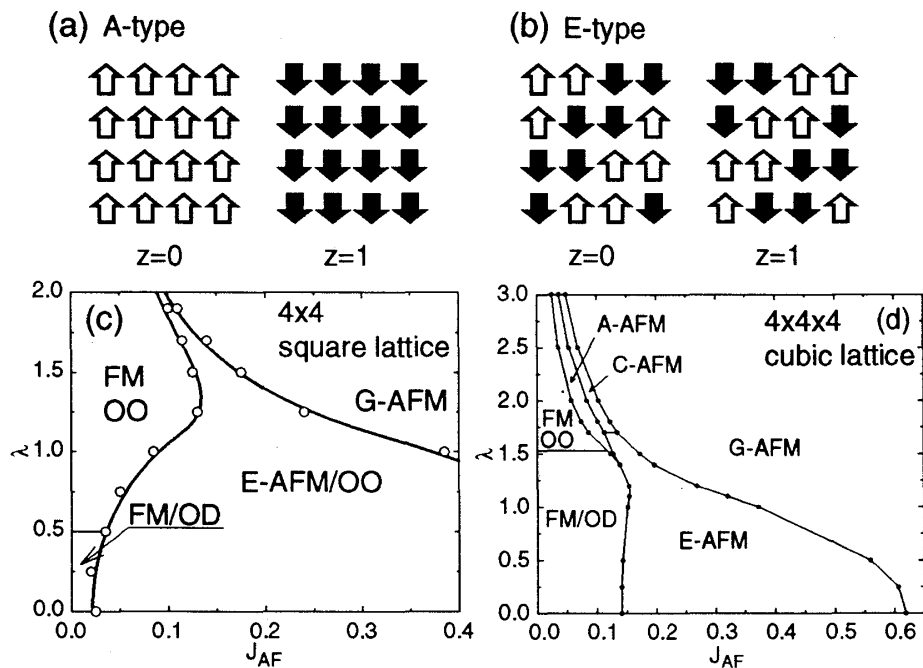 (a) A-type
(b) E-type
z=0
z=1
z=0
z=1
2.0
1.5
1.0
0.5
0.0
λ
(c)
4x4
square lattice
FM
OO
G-AFM
E-AFM/OO
FM/OD
0.0
0.1
0.2
0.3
0.4
J_AF
3.0
2.5
2.0
1.5
1.0
0.5
0.0
λ
A-AFM
C-AFM
4x4x4
(d)
cubic lattice
FM
OO
G-AFM
FM/OD
E-AFM
0.0
0.1
0.2
0.3
0.4
0.5
0.6
J_AF